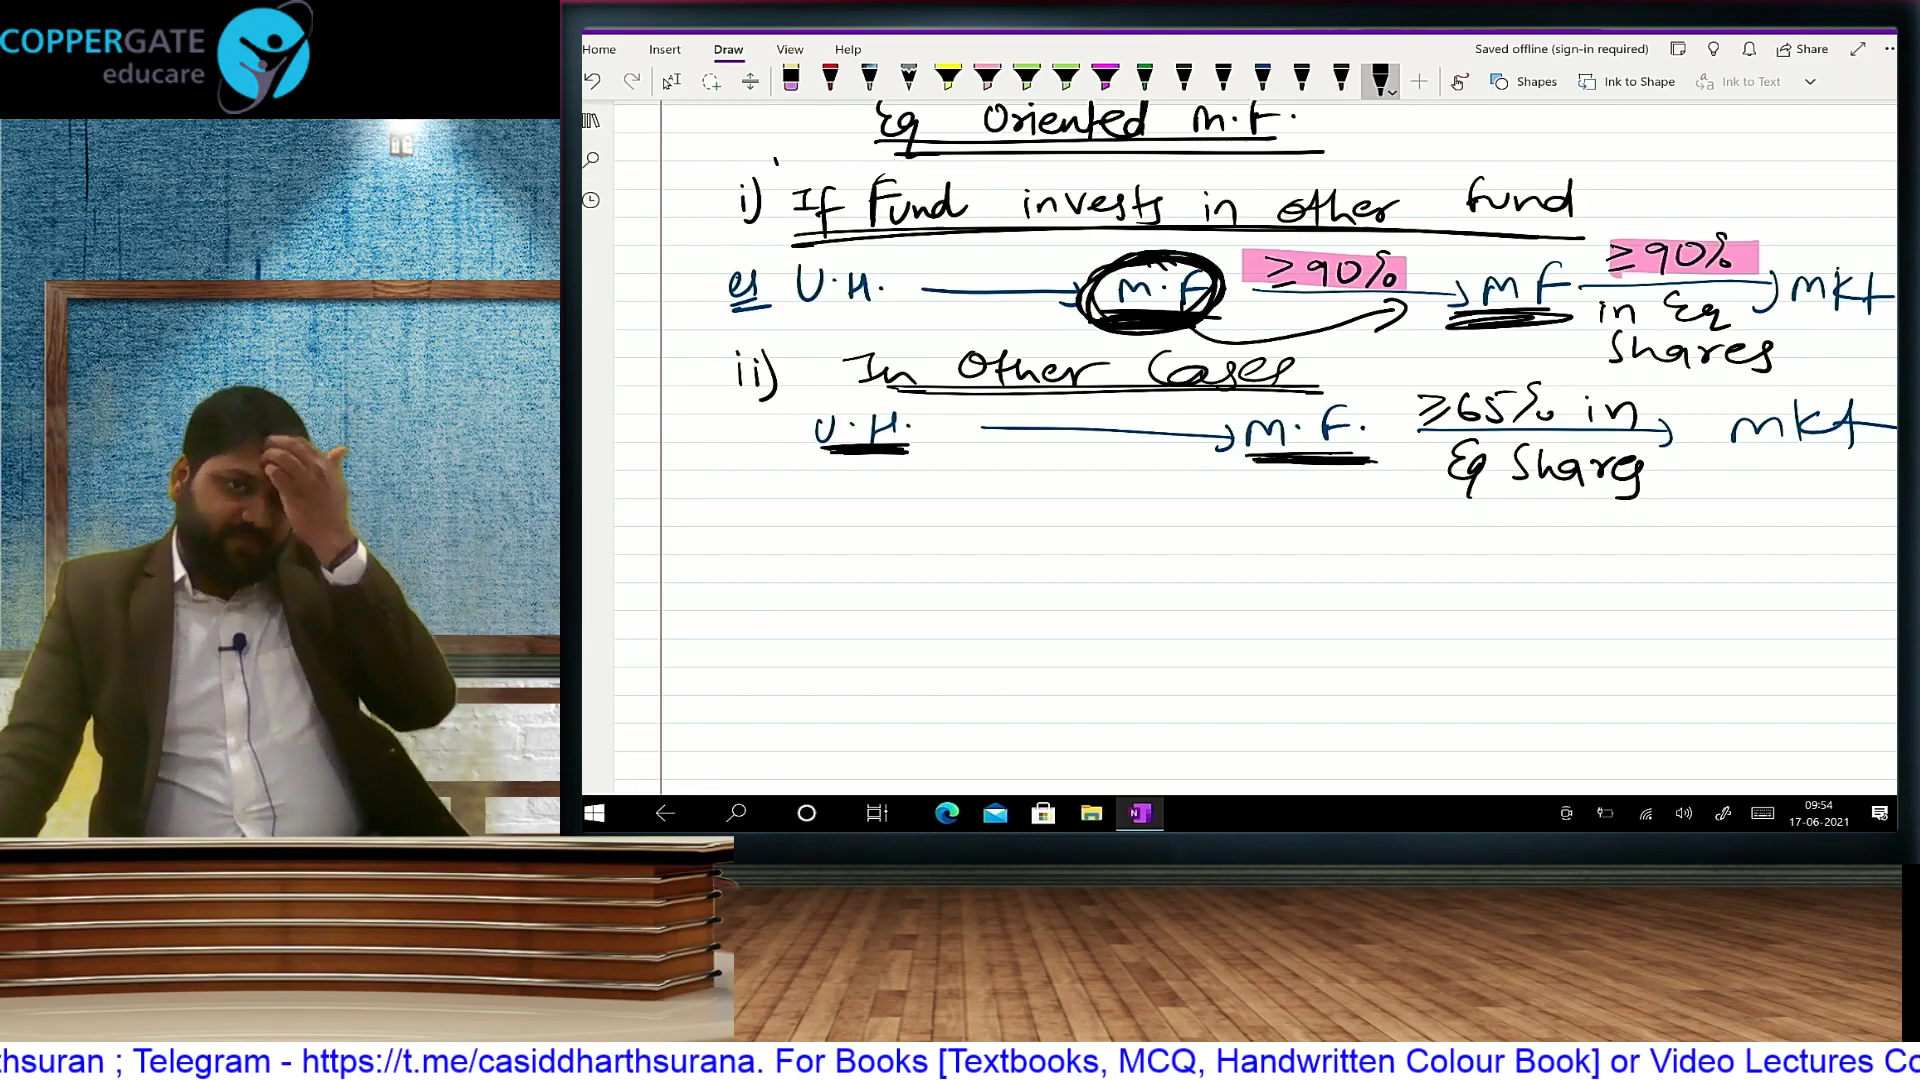 COPPERGATE
educare
Home Insert Draw View Help Saved offline (sign-in required) Share
Shapes Ink to Shape Ink to Text
Eq Oriented M.F.
i) If Fund invests in other fund
eg U.H. M.F ≥90% MF ≥90% mkt
in Eq
Shares
ii) In Other Cases
U.H. M.F. ≥65% in mkt
Eq Shares
09:54
17-06-2021
thsuran ; Telegram - https://t.me/casiddharthsurana. For Books [Textbooks, MCQ, Handwritten Colour Book] or Video Lectures Co